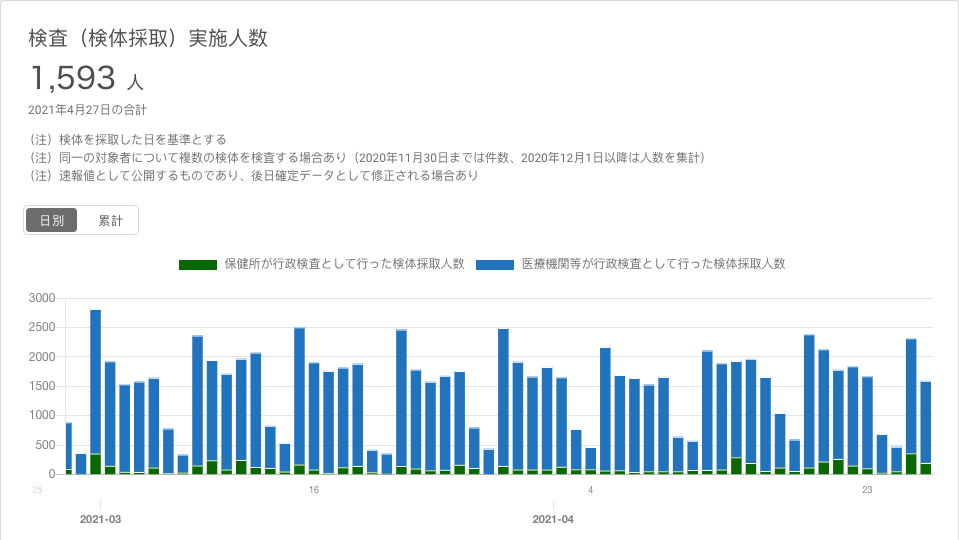 検査（検体採取）実施人数
1,593 人
2021年4月27日の合計
（注）検体を採取した日を基準とする
（注）同一の対象者について複数の検体を検査する場合あり（2020年11月30日までは件数、2020年12月1日以降は人数を集計）
（注）速報値として公開するものであり、後日確定データとして修正される場合あり
日別 累計
保健所が行政検査として行った検体採取人数 医療機関等が行政検査として行った検体採取人数
3000
2500
2000
1500
1000
500
0
25 16 4 23
2021-03 2021-04